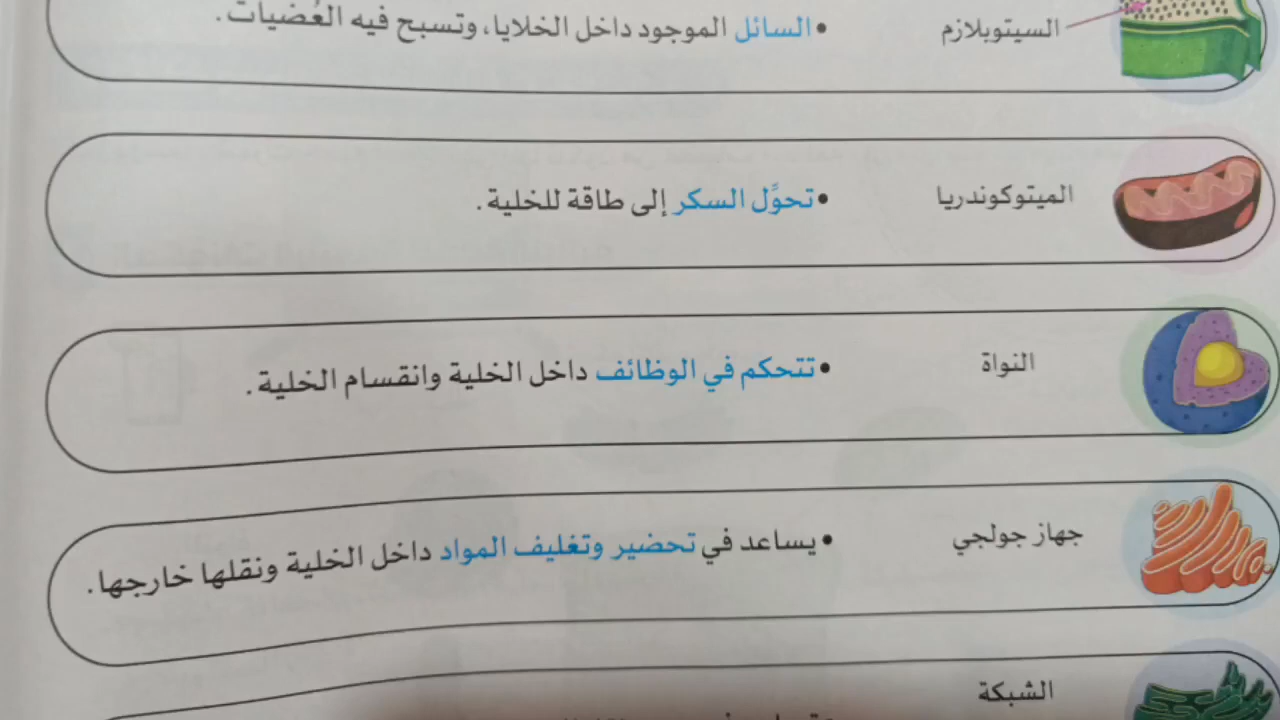 السيتوبلازم
•السائل الموجود داخل الخلايا، وتسبح فيه العُضيات.
الميتوكوندريا
•تحوِّل السكر إلى طاقة للخلية.
النواة
•تتحكم في الوظائف داخل الخلية وانقسام الخلية.
جهاز جولجي
•يساعد في تحضير وتغليف المواد داخل الخلية ونقلها خارجها.
الشبكة